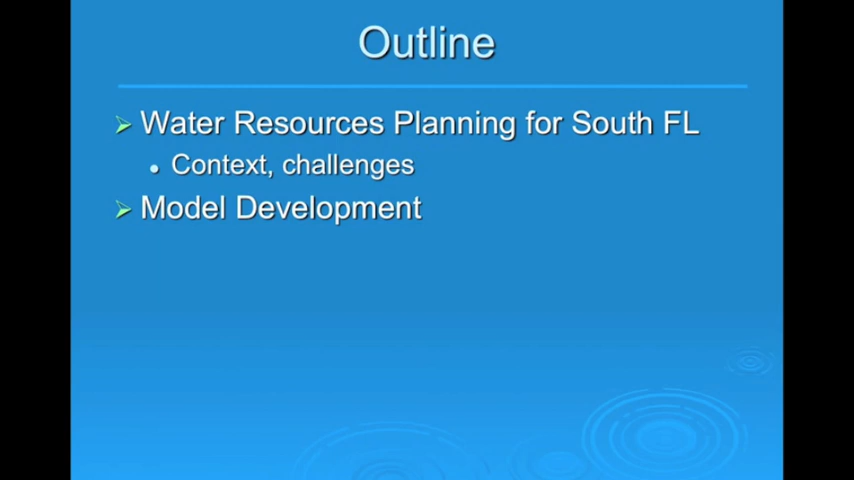 Outline
Water Resources Planning for South FL
Context, challenges
Model Development